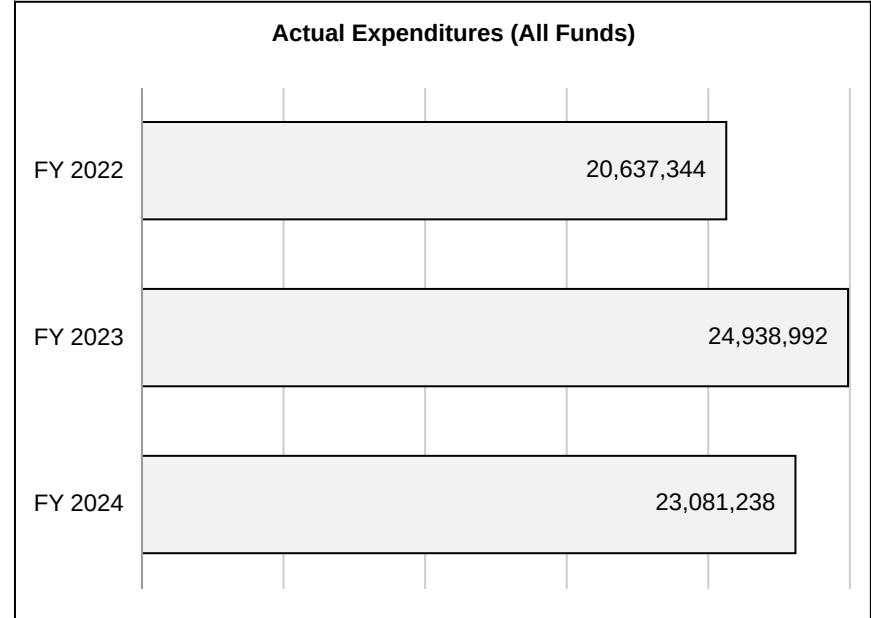 Actual Expenditures (All Funds)
FY 2022
20,637,344
FY 2023
24,938,992
FY 2024
23,081,238